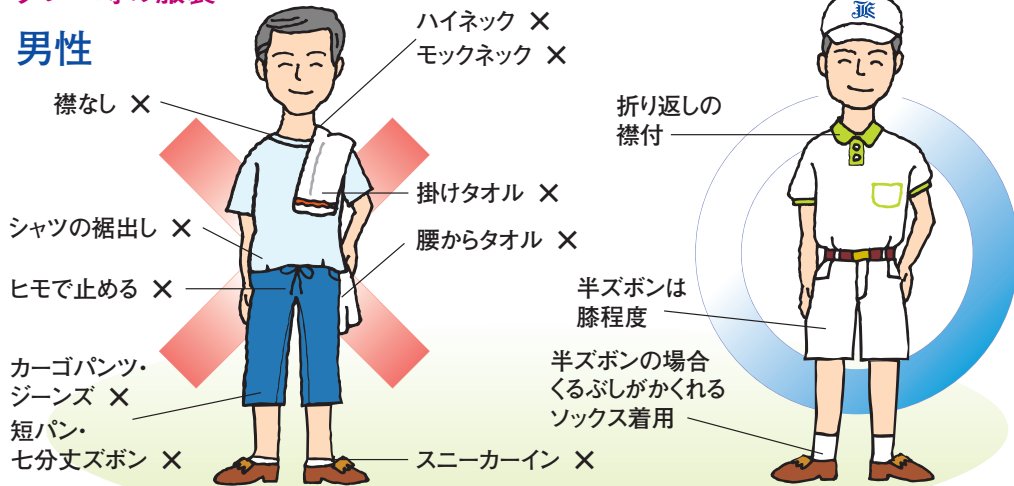 男性
ハイネック ×
モックネック ×
襟なし ×
掛けタオル ×
シャツの裾出し ×
腰からタオル ×
ヒモで止める ×
カーゴパンツ・
ジーンズ ×
短パン・
七分丈ズボン ×
スニーカーイン ×
折り返しの
襟付
半ズボンは
膝程度
半ズボンの場合
くるぶしがかくれる
ソックス着用